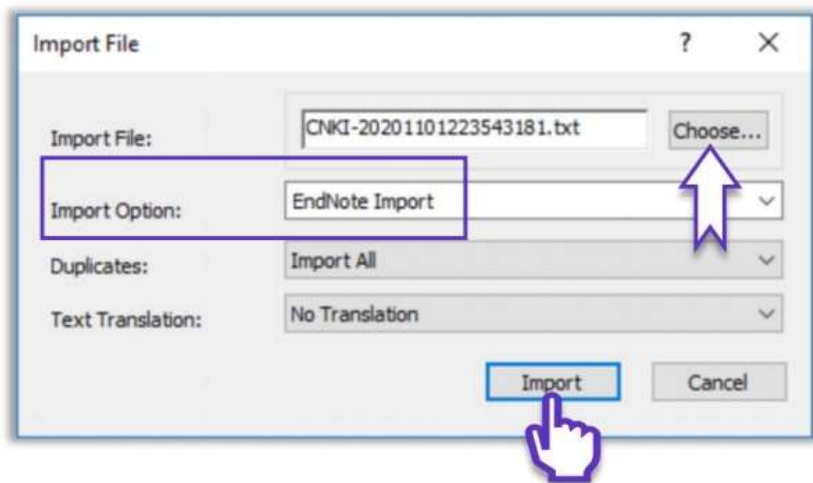 Import File
?
Import File:
CNKI-20201101223543181.txt
Choose...
Import Option:
EndNote Import
Duplicates:
Import All
Text Translation:
No Translation
Import
Cancel